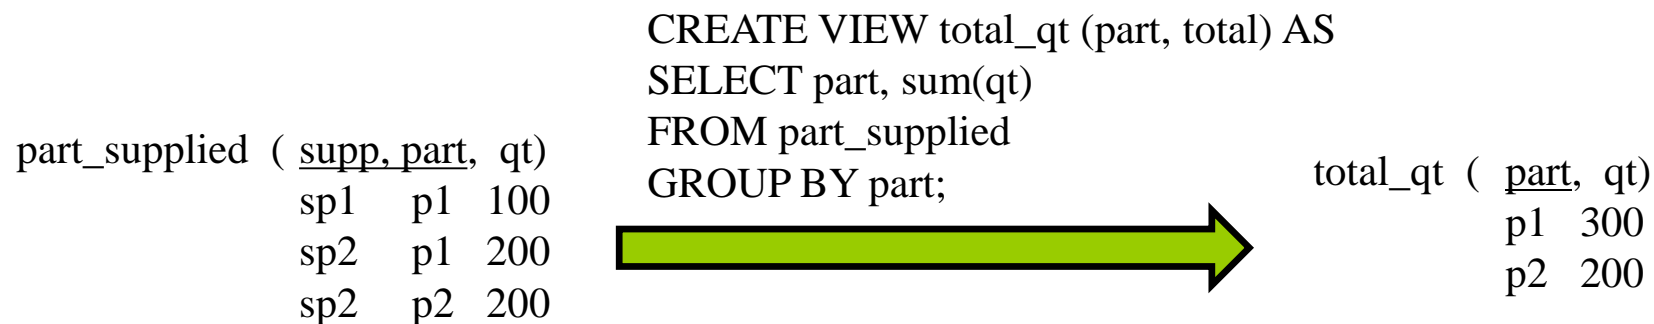 CREATE VIEW total_qt (part, total) AS
SELECT part, sum(qt)
FROM part_supplied
GROUP BY part;
part_supplied ( supp, part, qt)
sp1 p1 100
sp2 p1 200
sp2 p2 200
total_qt ( part, qt)
p1 300
p2 200